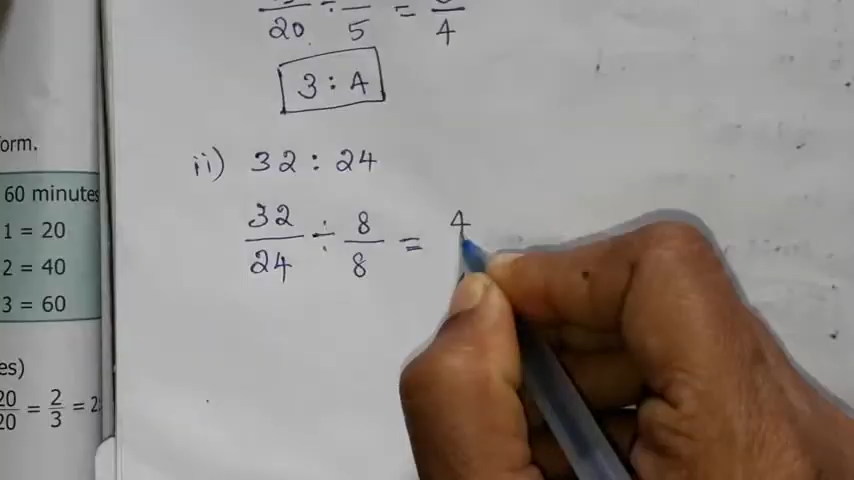 20 ÷ 5 = 4
3 : 4
ii) 32 : 24
32/24 ÷ 8/8 = 4
orm.
60 minutes
1 = 20
2 = 40
3 = 60
es)
20/20 = 2/3 = 2